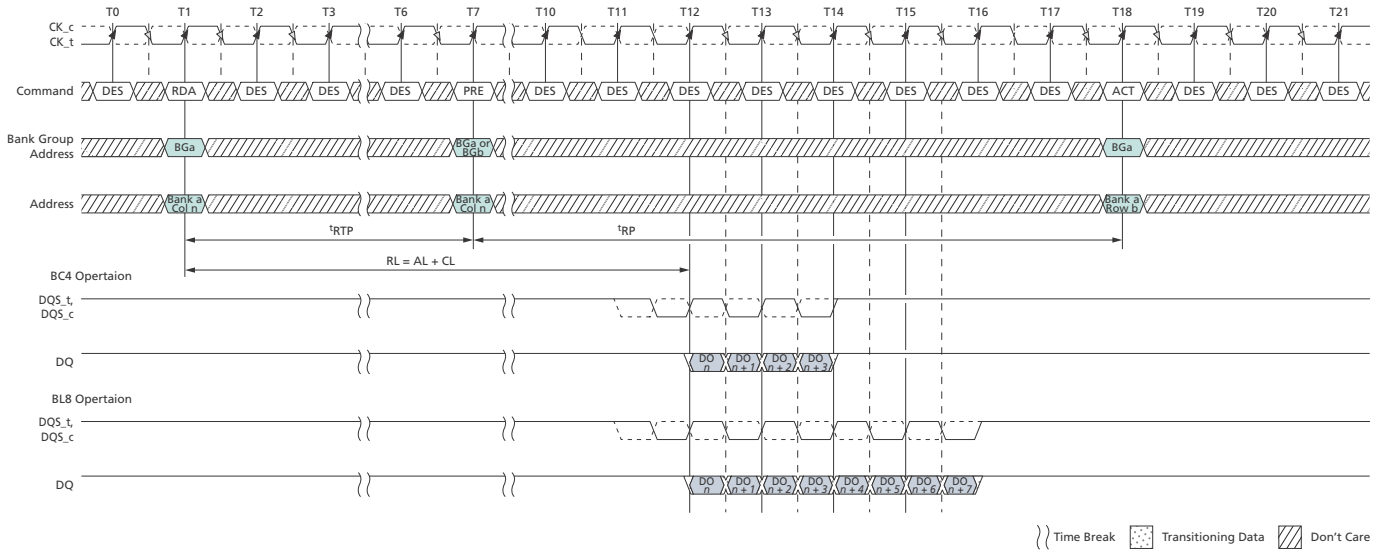 T0 T1 T2 T3 T6 T7 T10 T11 T12 T13 T14 T15 T16 T17 T18 T19 T20 T21
CK_c
CK_t
Command DES RDA DES DES DES PRE DES DES DES DES DES DES DES DES ACT DES DES DES
Bank Group
Address
BGa
BGa or
BGb
BGa
Address
Bank a
Col n
Bank a
Col n
Bank a
Row b
tRTP
tRP
RL = AL + CL
BC4 Opertaion
DQS_t,
DQS_c
DQ
DO
n
DO
n + 1
DO
n + 2
DO
n + 3
BL8 Opertaion
DQS_t,
DQS_c
DQ
DO
n
DO
n + 1
DO
n + 2
DO
n + 3
DO
n + 4
DO
n + 5
DO
n + 6
DO
n + 7
Time Break Transitioning Data Don't Care